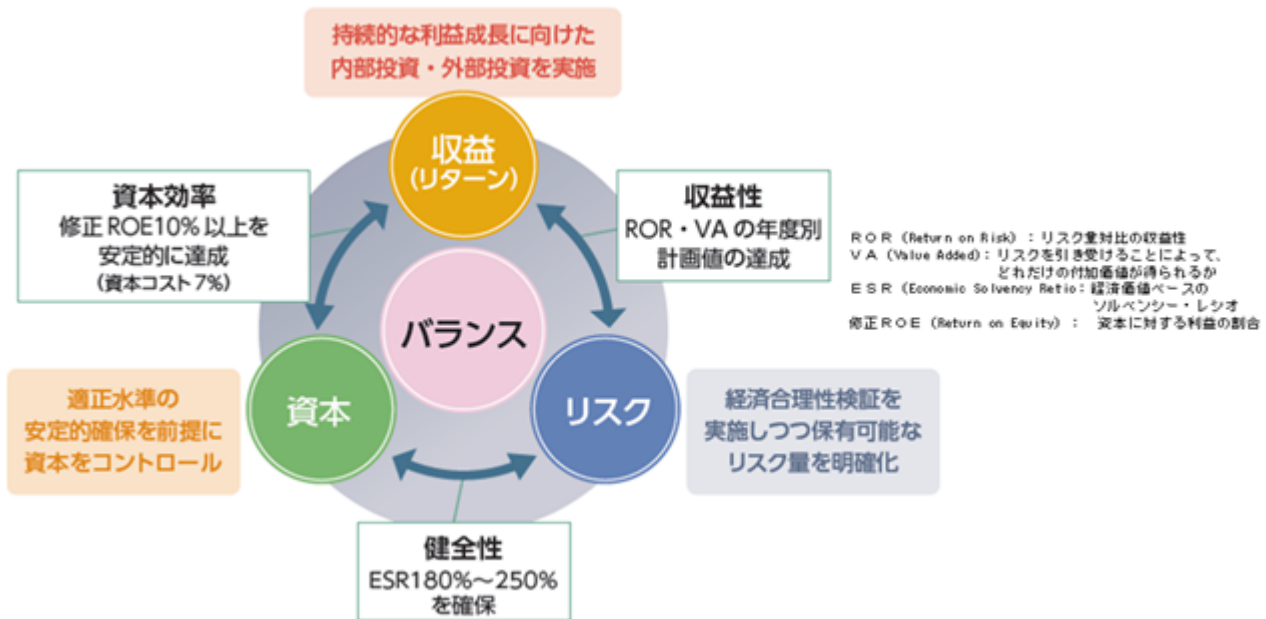 持続的な利益成長に向けた
内部投資・外部投資を実施
収益
(リターン)
資本効率
修正ROE10%以上を
安定的に達成
(資本コスト7%)
収益性
ROR・VAの年度別
計画値の達成
ROR (Return on Risk) : リスク量対比の収益性
VA (Value Added) : リスクを引き受けることによって、
どれだけの付加価値が得られるか
ESR (Economic Solvency Retio: 経済価値ベースの
ソルベンシー・レシオ
修正ROE (Return on Equity) : 資本に対する利益の割合
バランス
資本
リスク
適正水準の
安定的確保を前提に
資本をコントロール
経済合理性検証を
実施しつつ保有可能な
リスク量を明確化
健全性
ESR180%～250%
を確保